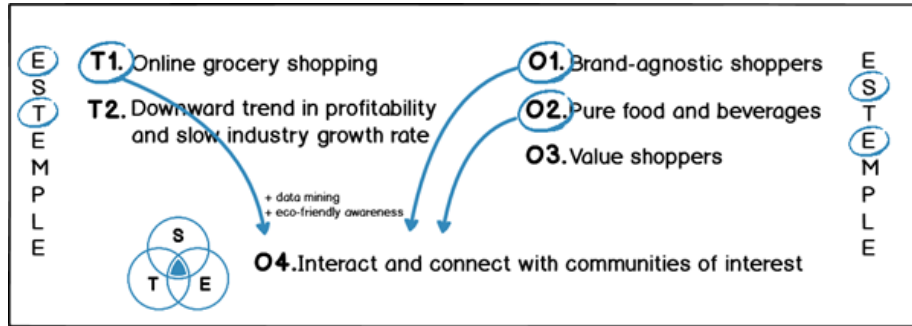 E
S
T
E
M
P
L
E
T1. Online grocery shopping
T2. Downward trend in profitability
and slow industry growth rate
O1. Brand-agnostic shoppers
O2. Pure food and beverages
O3. Value shoppers
E
S
T
E
M
P
L
E
+ data mining
+ eco-friendly awareness
S
T E
O4. Interact and connect with communities of interest